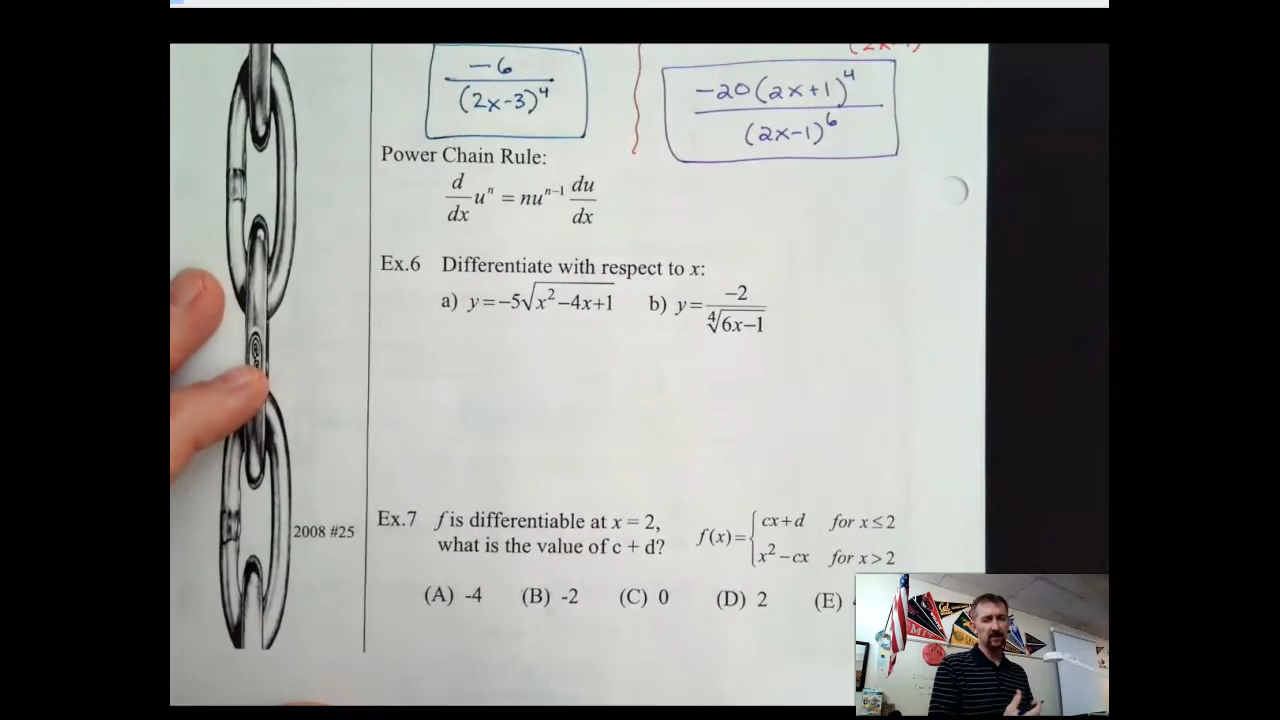 -6
(2x-3)⁴
-20(2x+1)⁴
(2x-1)⁶
Power Chain Rule:
d/dx uⁿ = nuⁿ⁻¹ du/dx
Ex.6 Differentiate with respect to x:
a) y=-5√(x²-4x+1) b) y= -2/⁴√(6x-1)
2008 #25
Ex.7 f is differentiable at x = 2,
what is the value of c + d?
f(x)= { cx+d for x≤2
x²-cx for x>2
(A) -4 (B) -2 (C) 0 (D) 2 (E)